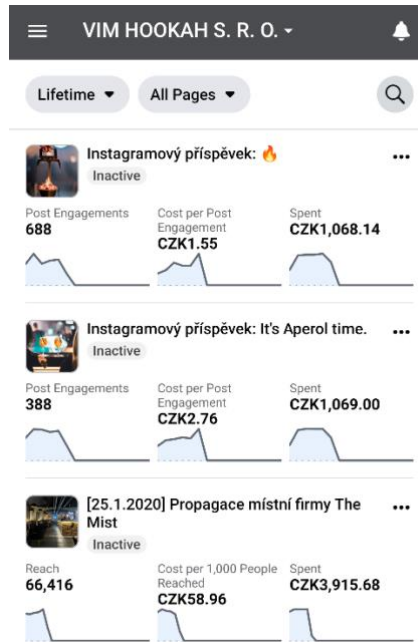 VIM HOOKAH S. R. O.
Lifetime All Pages
Instagramový příspěvek: 🔥
Inactive
Post Engagements
688
Cost per Post
Engagement
CZK1.55
Spent
CZK1,068.14
Instagramový příspěvek: It's Aperol time.
Inactive
Post Engagements
388
Cost per Post
Engagement
CZK2.76
Spent
CZK1,069.00
[25.1.2020] Propagace místní firmy The
Mist
Inactive
Reach
66,416
Cost per 1,000 People
Reached
CZK58.96
Spent
CZK3,915.68